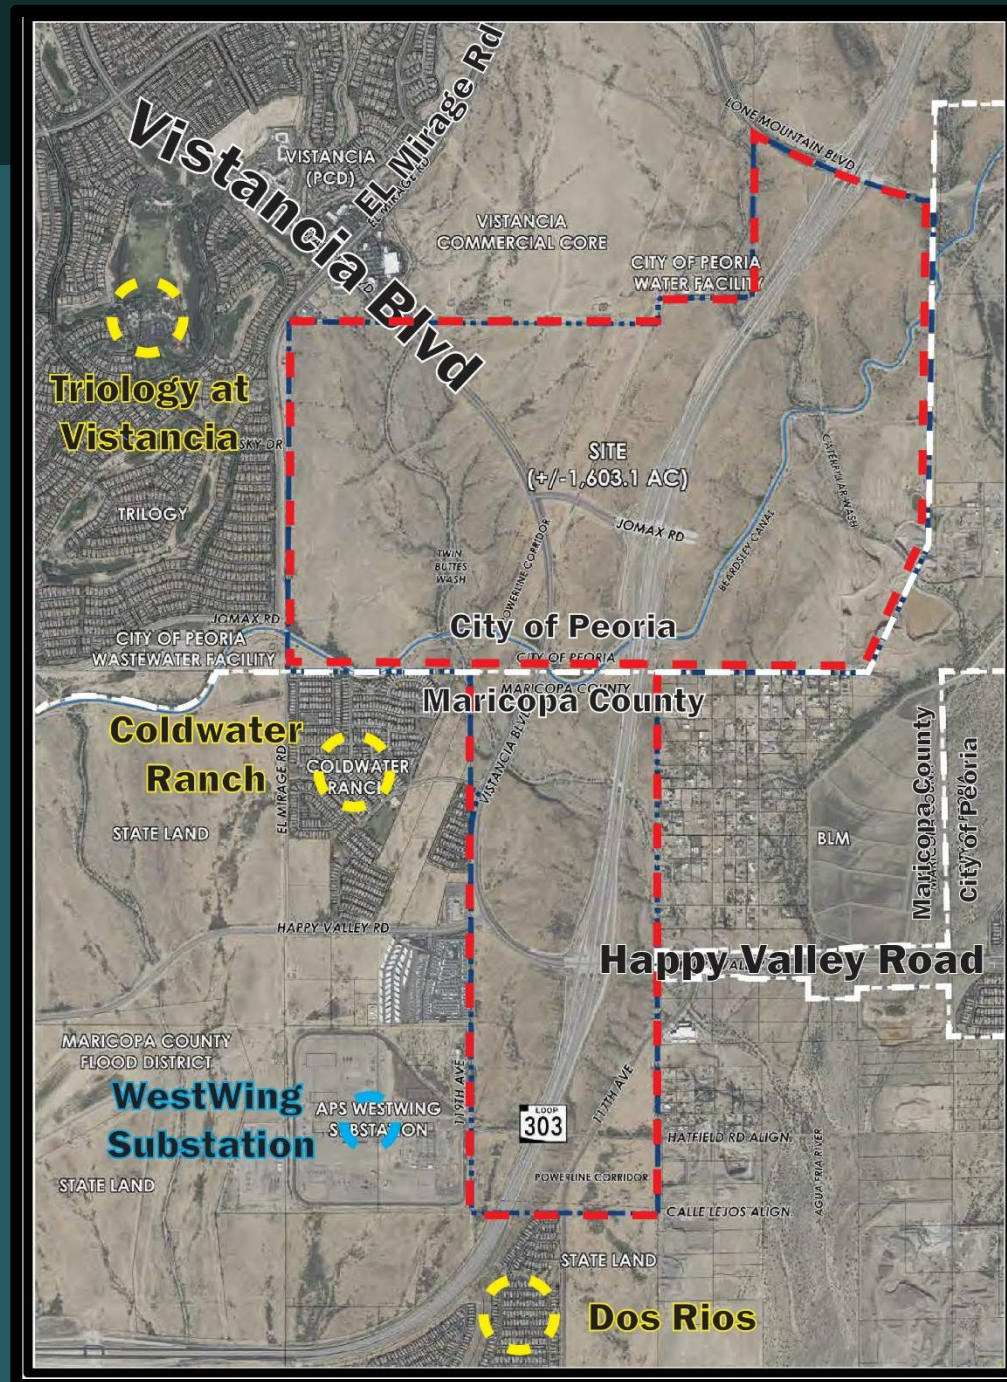 EL Mirage Rd
Vistancia Blvd
VISTANCIA
(PCD)
EL MIRAGE RD
LONE MOUNTAIN BLVD
VISTANCIA
COMMERCIAL CORE
CITY OF PEORIA
WATER FACILITY
Triology at
Vistancia
SKY DR
TRILOGY
SITE
(+/-1,603.1 AC)
JOMAX RD
CATERPILLAR WASH
BEARDSLEY CANAL
POWERLINE CORRIDOR
TWIN
BUTTES
WASH
JOMAX RD
CITY OF PEORIA
WASTEWATER FACILITY
City of Peoria
CITY OF PEORIA
MARICOPA COUNTY
Maricopa County
Coldwater
Ranch
COLDWATER
RANCH
VISTANCIA BLVD
EL MIRAGE RD
STATE LAND
BLM
Maricopa County
City of Peoria
HAPPY VALLEY RD
Happy Valley Road
MARICOPA COUNTY
FLOOD DISTRICT
WestWing
Substation
APS WESTWING
SUBSTATION
119TH AVE
LOOP
303
117TH AVE
HATFIELD RD ALIGN
POWERLINE CORRIDOR
AGUA FRIA RIVER
STATE LAND
CALLE LEJOS ALIGN
STATE LAND
Dos Rios